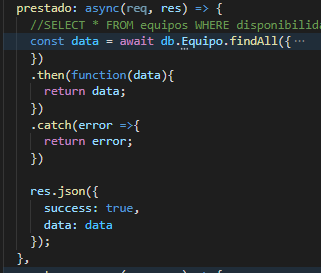 prestado: async(req, res) => {
//SELECT * FROM equipos WHERE disponibilida
const data = await db.Equipo.findAll({···
})
.then(function(data){
return data;
})
.catch(error =>{
return error;
})
res.json({
success: true,
data: data
});
},